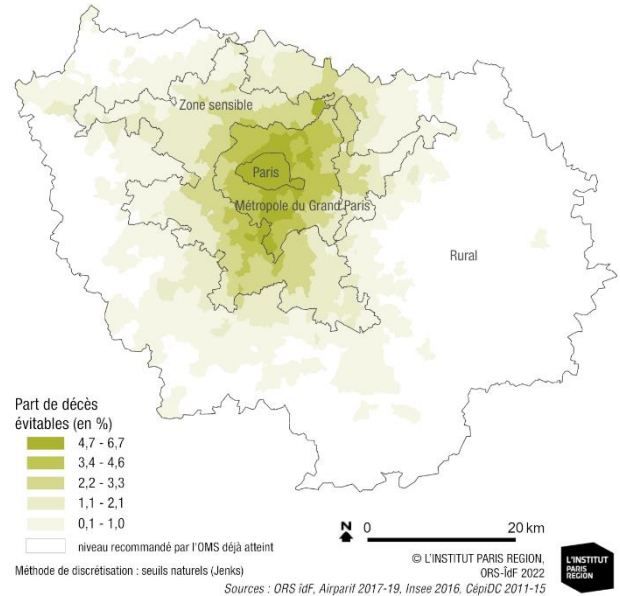 Zone sensible
Paris
Métropole du Grand Paris
Rural
Part de décès
évitables (en %)
4,7 - 6,7
3,4 - 4,6
2,2 - 3,3
1,1 - 2,1
0,1 - 1,0
niveau recommandé par l'OMS déjà atteint
Méthode de discrétisation : seuils naturels (Jenks)
N 0 20 km
© L'INSTITUT PARIS REGION,
ORS-ÎdF 2022
Sources : ORS îdF, Airparif 2017-19, Insee 2016, CépiDC 2011-15
L'INSTITUT
PARIS
REGION